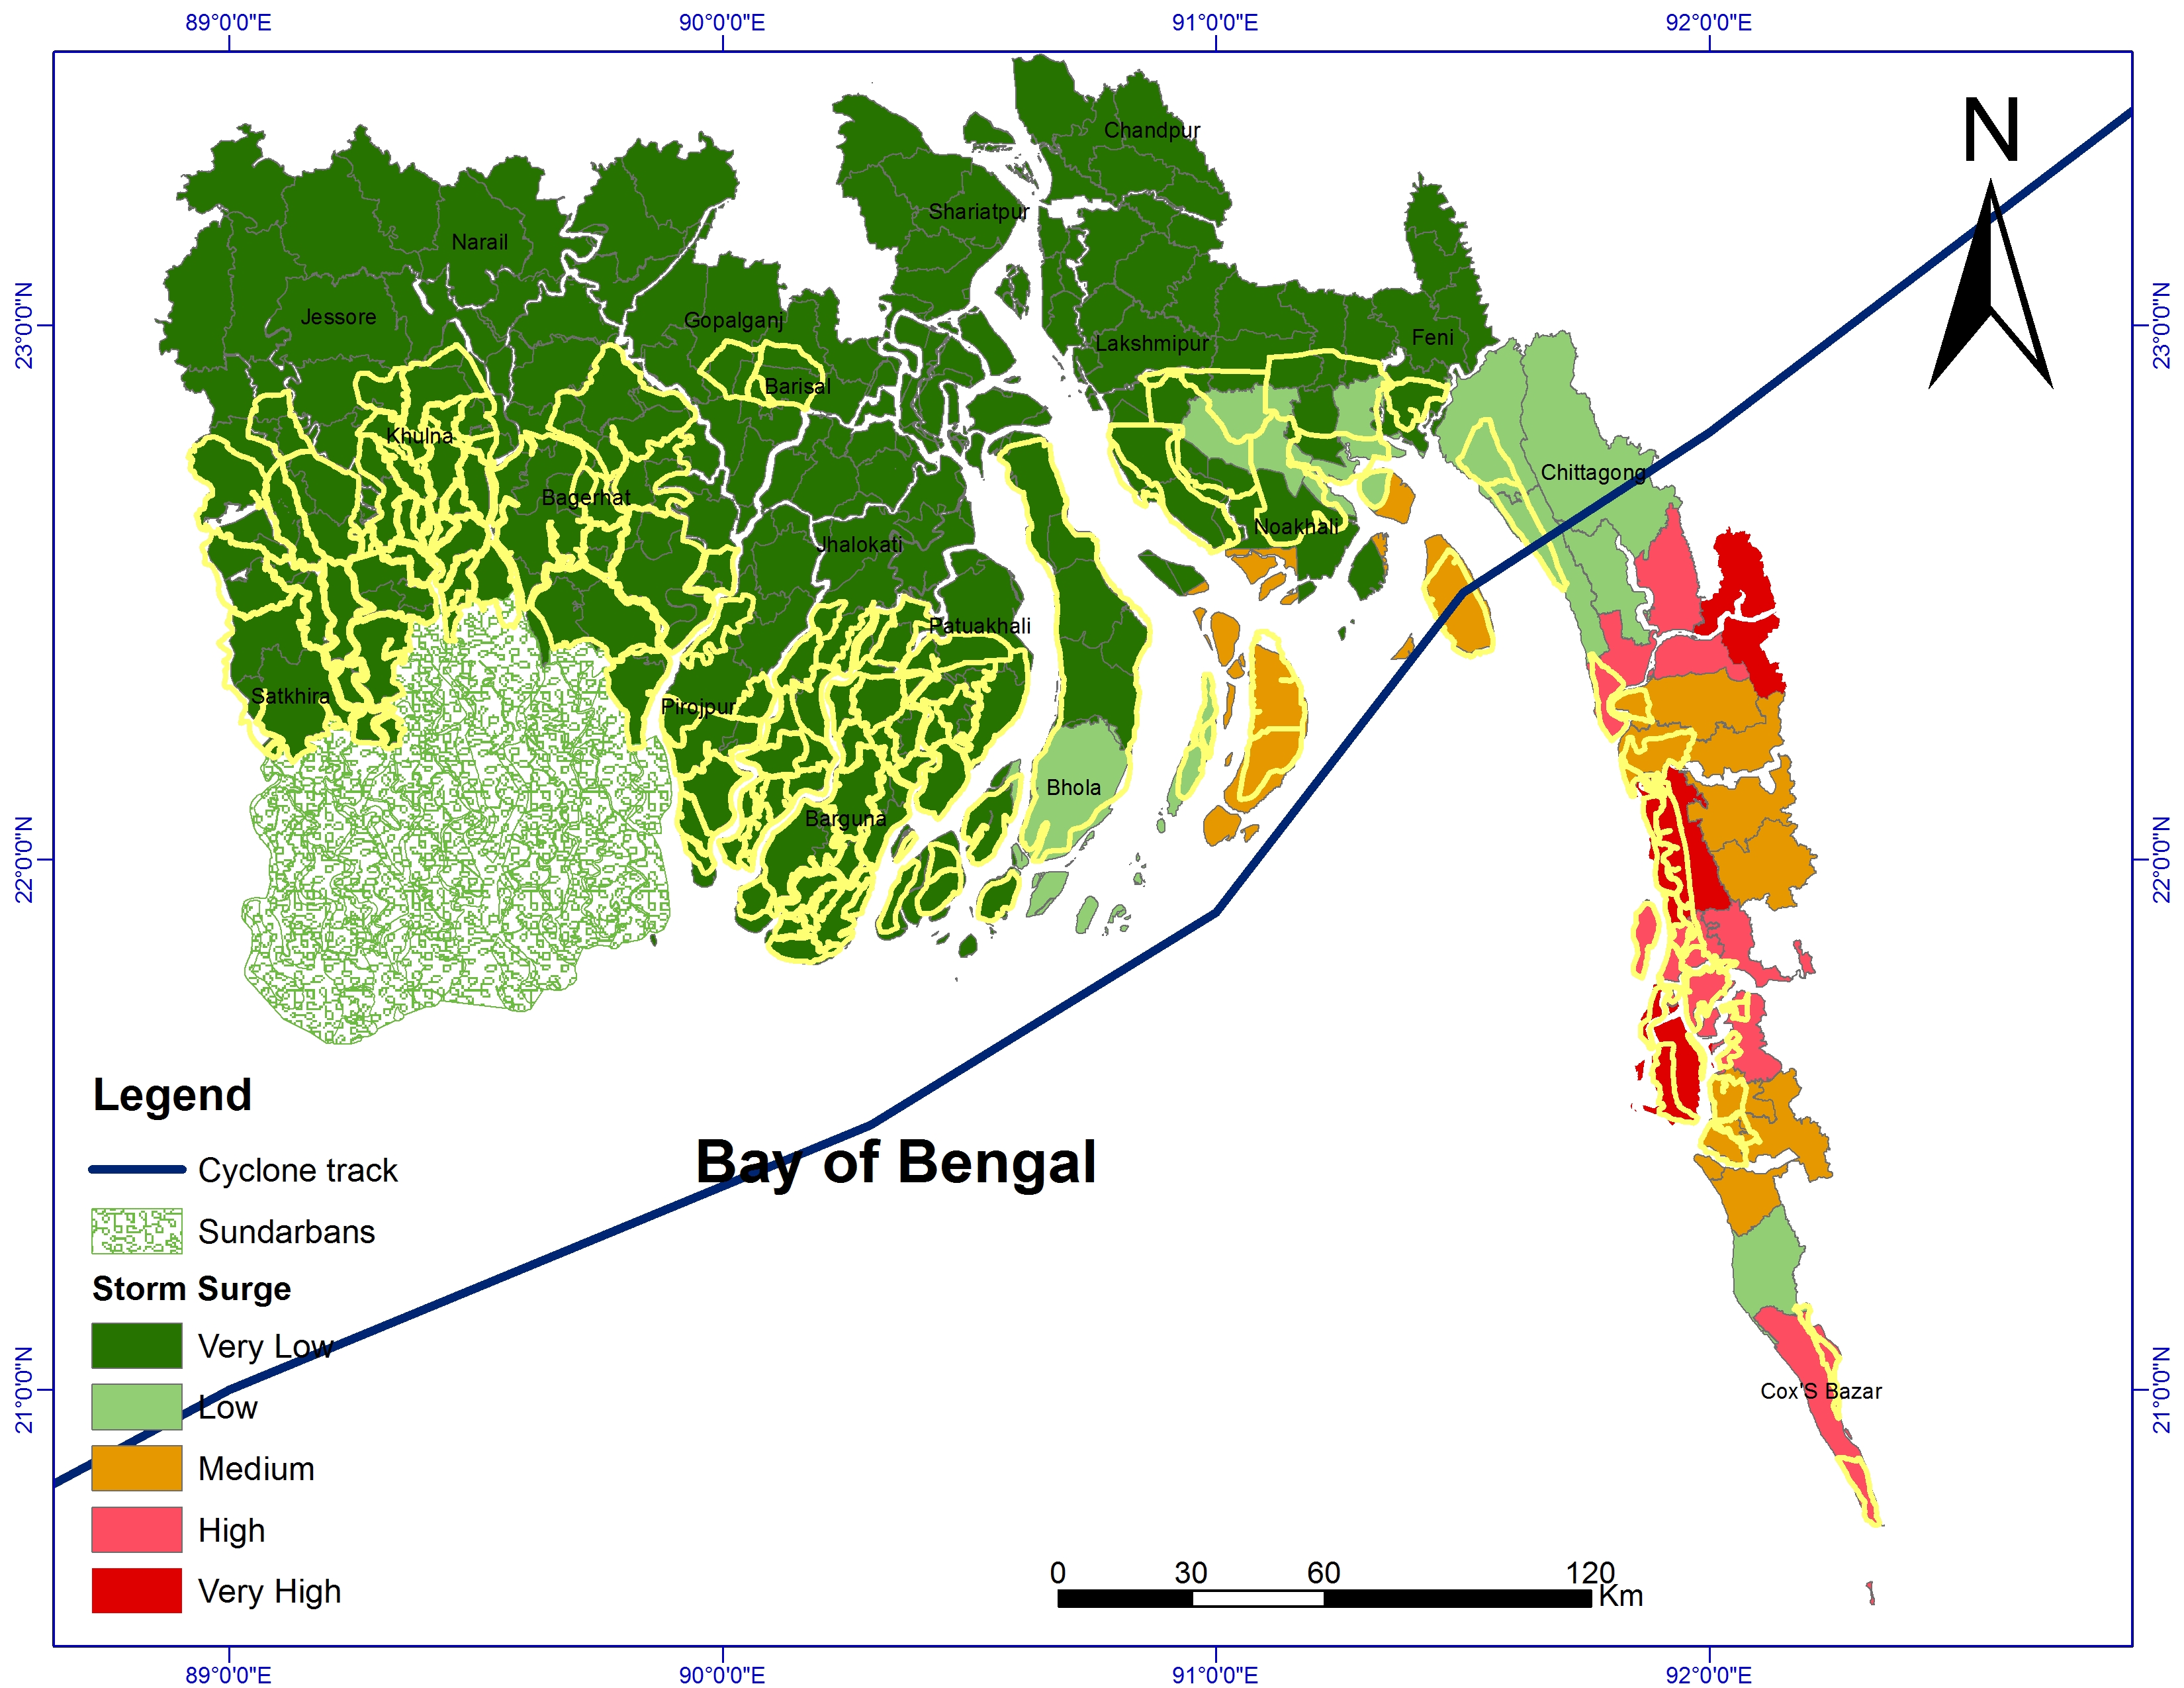 89°0'0"E 90°0'0"E 91°0'0"E 92°0'0"E
N
Chandpur
Shariatpur
Narail
23°0'0"N
23°0'0"N
Jessore
Gopalganj
Lakshmipur
Feni
Barisal
Khulna
Chittagong
Bagerhat
Noakhali
Jhalokati
Patuakhali
Satkhira
Pirojpur
Bhola
Barguna
22°0'0"N
22°0'0"N
Legend
Cyclone track
Bay of Bengal
Sundarbans
Storm Surge
Very Low
21°0'0"N
21°0'0"N
Cox'S Bazar
Low
Medium
High
Very High
0 30 60 120
Km
89°0'0"E 90°0'0"E 91°0'0"E 92°0'0"E